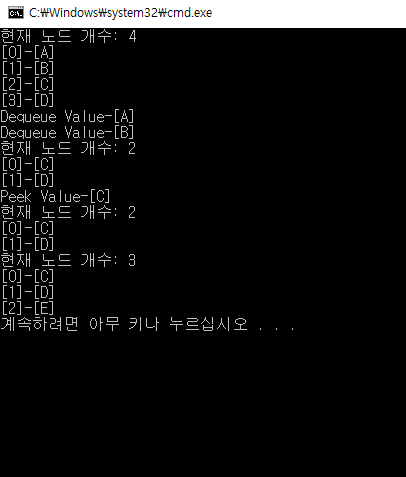 C:\Windows\system32\cmd.exe
현재 노드 개수: 4
[0]-[A]
[1]-[B]
[2]-[C]
[3]-[D]
Dequeue Value-[A]
Dequeue Value-[B]
현재 노드 개수: 2
[0]-[C]
[1]-[D]
Peek Value-[C]
현재 노드 개수: 2
[0]-[C]
[1]-[D]
현재 노드 개수: 3
[0]-[C]
[1]-[D]
[2]-[E]
계속하려면 아무 키나 누르십시오 . . .